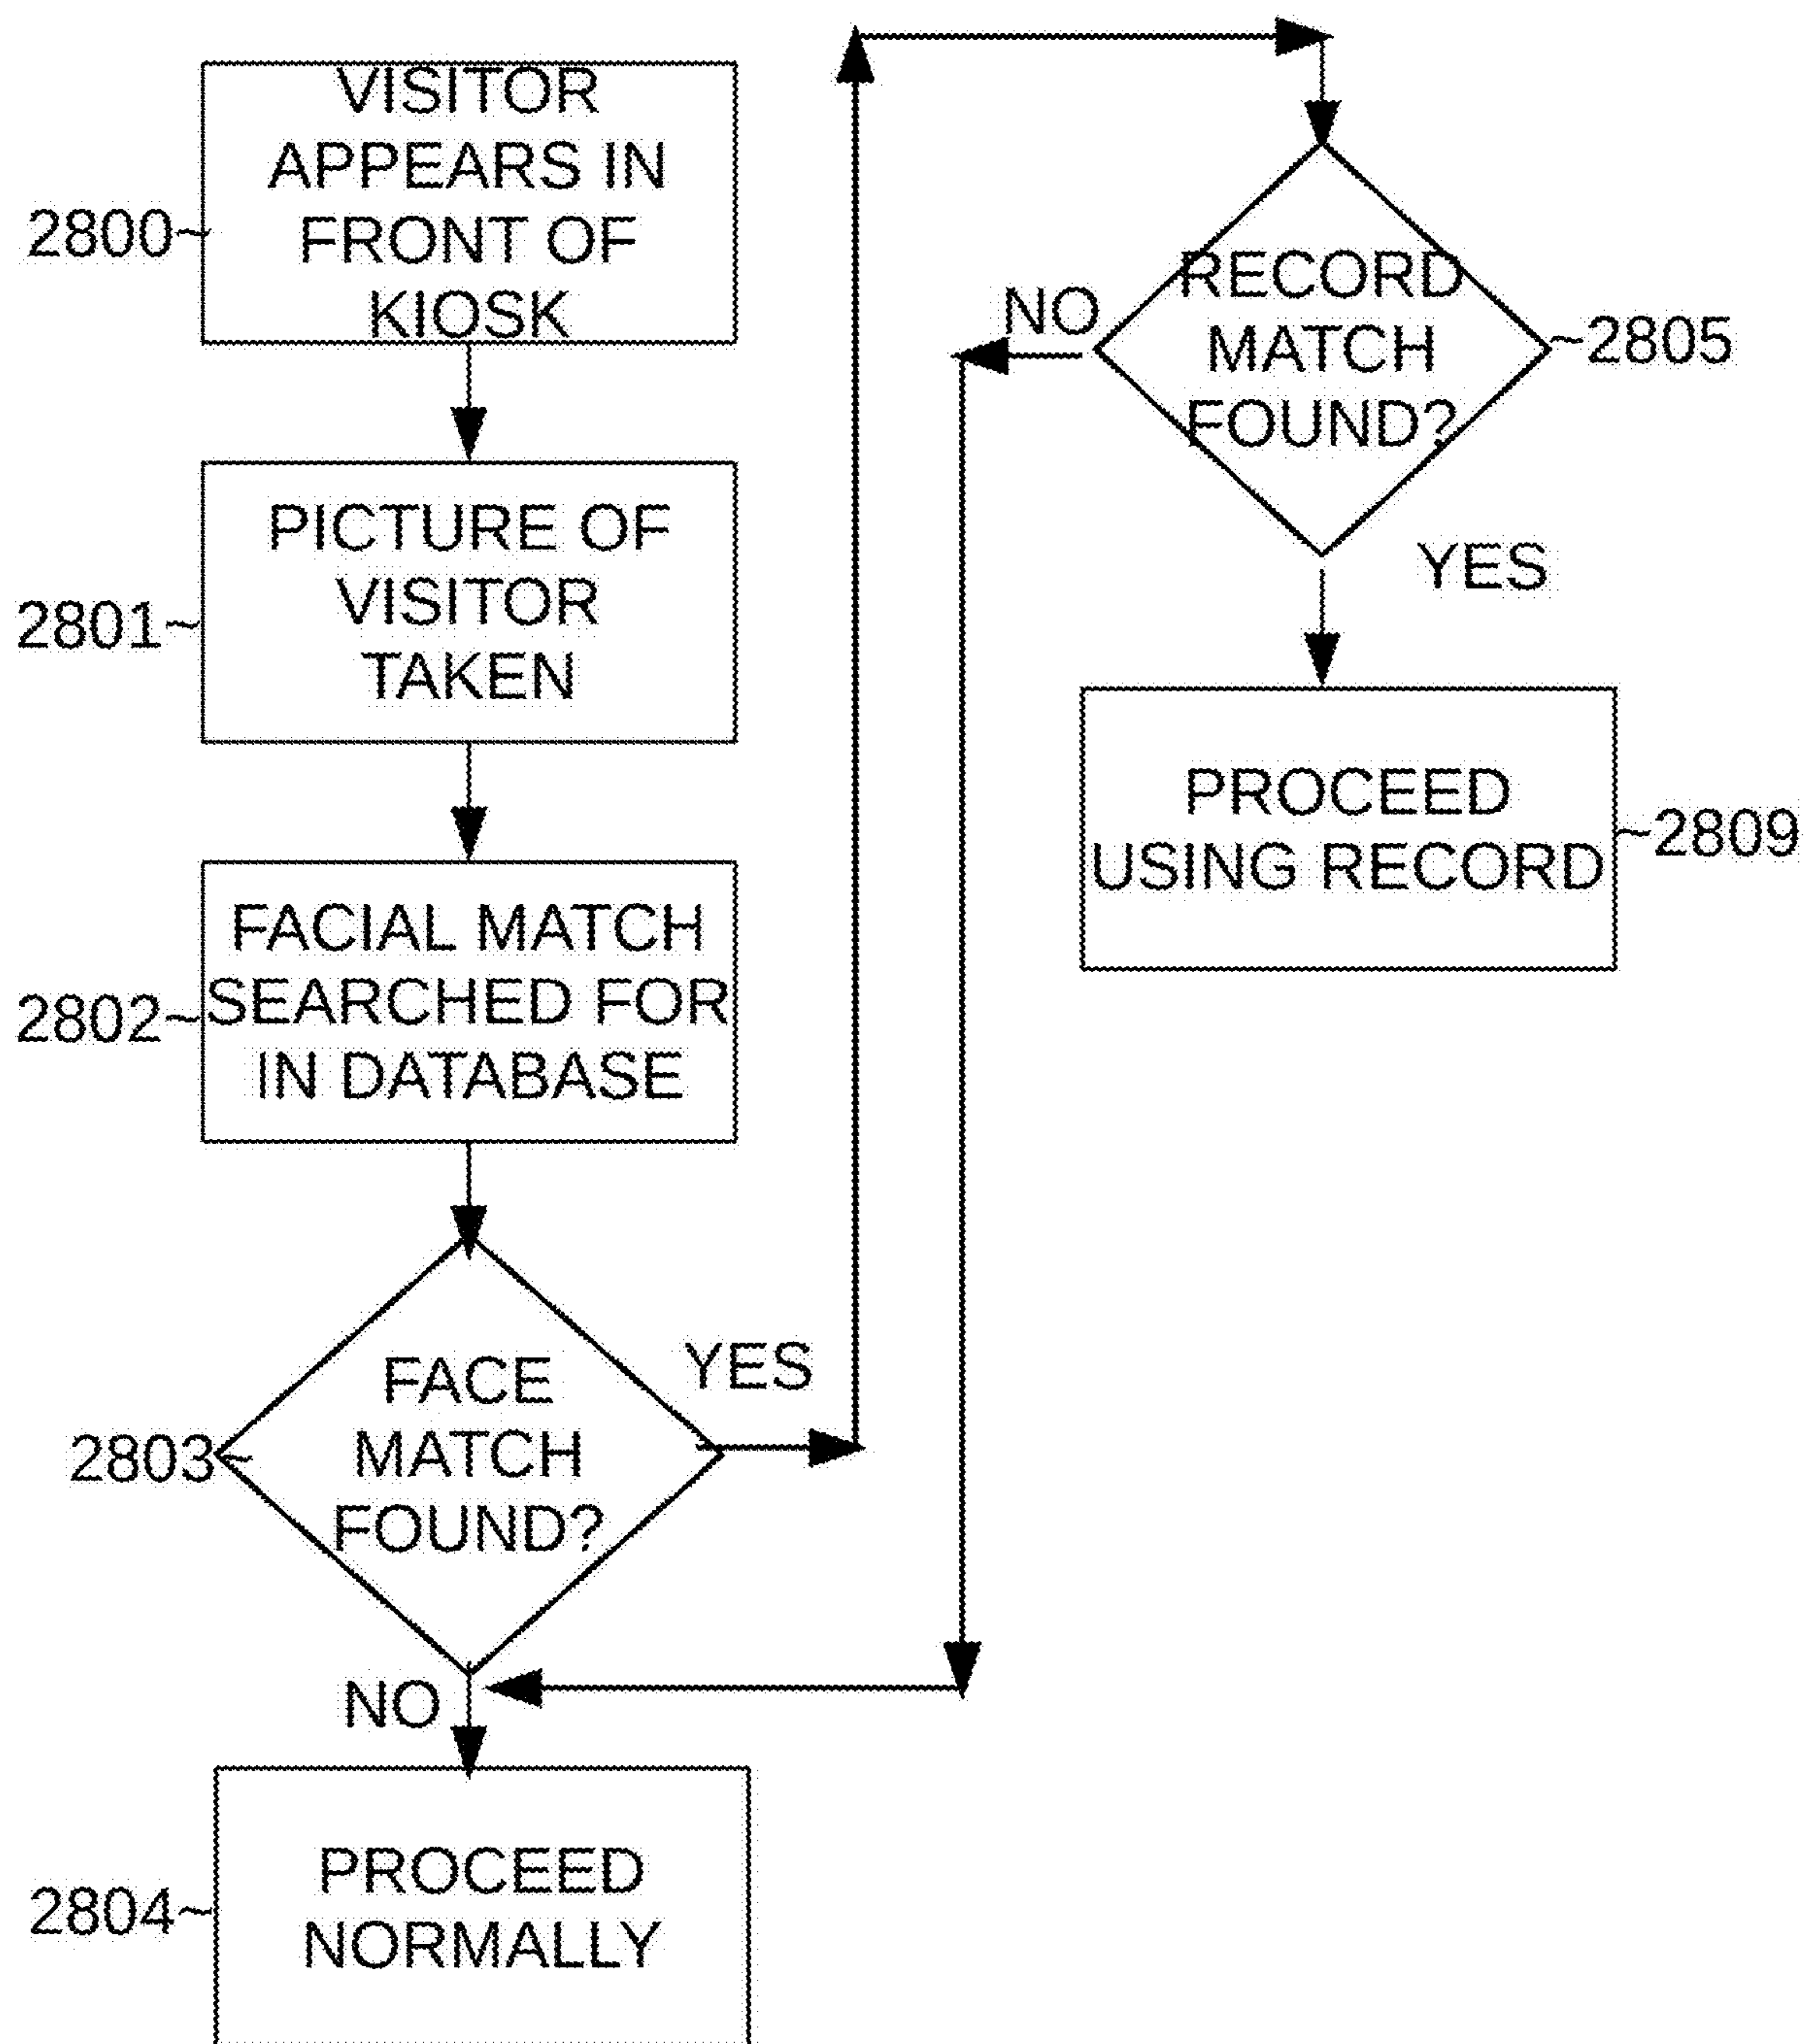 VISITOR
APPEARS IN
FRONT OF
KIOSK
2800
PICTURE OF
VISITOR
TAKEN
2801
FACIAL MATCH
SEARCHED FOR
IN DATABASE
2802
FACE
MATCH
FOUND?
2803
YES
NO
PROCEED
NORMALLY
2804
RECORD
MATCH
FOUND?
2805
NO
YES
PROCEED
USING RECORD
2809